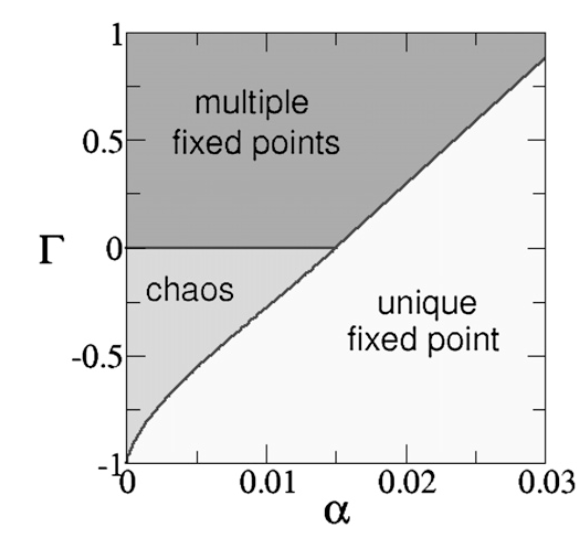 1
multiple
fixed points
0.5
Γ
0
chaos
unique
fixed point
-0.5
-1
0
0.01
0.02
0.03
α